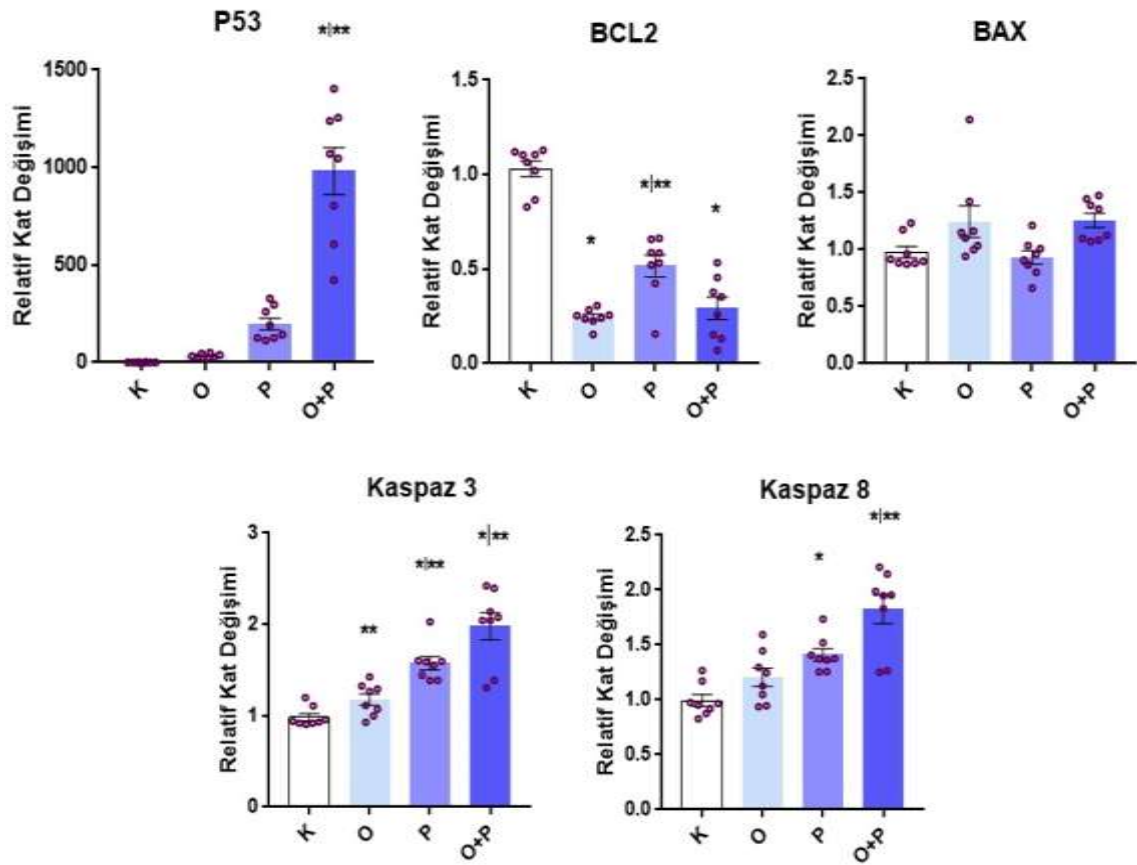 P53
*|**
Relatif Kat Değişimi
1500
1000
500
0
K
O
P
O+P
BCL2
*
*|**
*
Relatif Kat Değişimi
1.5
1.0
0.5
0.0
K
O
P
O+P
BAX
Relatif Kat Değişimi
2.5
2.0
1.5
1.0
0.5
0.0
K
O
P
O+P
Kaspaz 3
**
*|**
*|**
Relatif Kat Değişimi
3
2
1
0
K
O
P
O+P
Kaspaz 8
*
*|**
Relatif Kat Değişimi
2.5
2.0
1.5
1.0
0.5
0.0
K
O
P
O+P